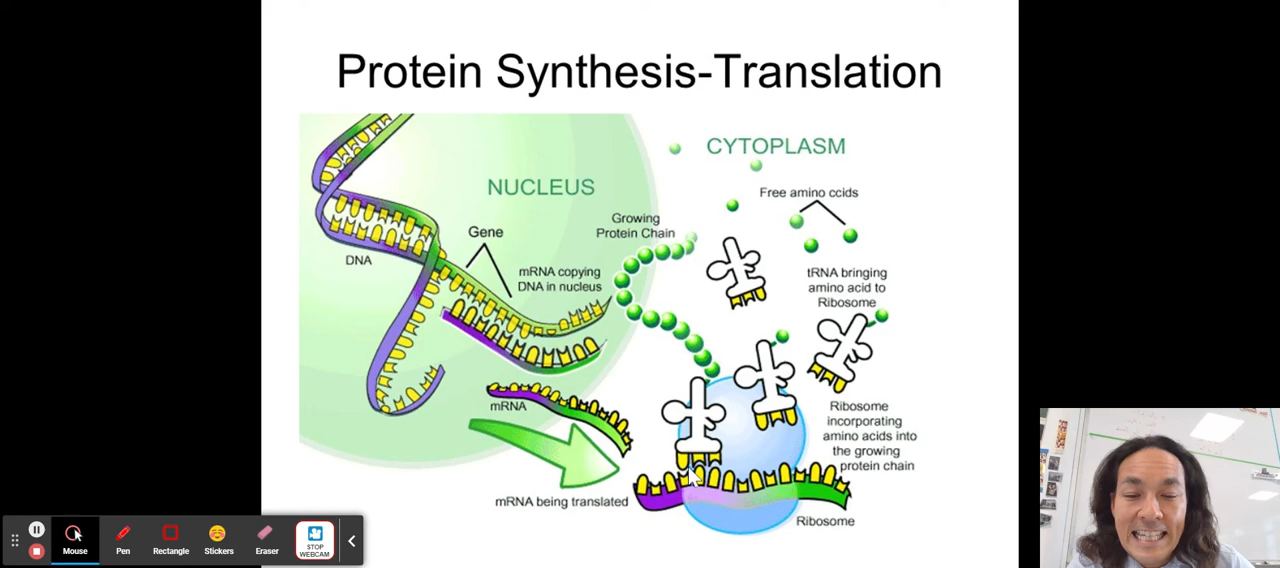 Protein Synthesis-Translation
CYTOPLASM
NUCLEUS
Free amino ccids
Growing
Protein Chain
Gene
DNA
mRNA copying
DNA in nucleus
tRNA bringing
amino acid to
Ribosome
mRNA
Ribosome
incorporating
amino acids into
the growing
protein chain
mRNA being translated
Ribosome
Mouse
Pen
Rectangle
Stickers
Eraser
STOP
WEBCAM